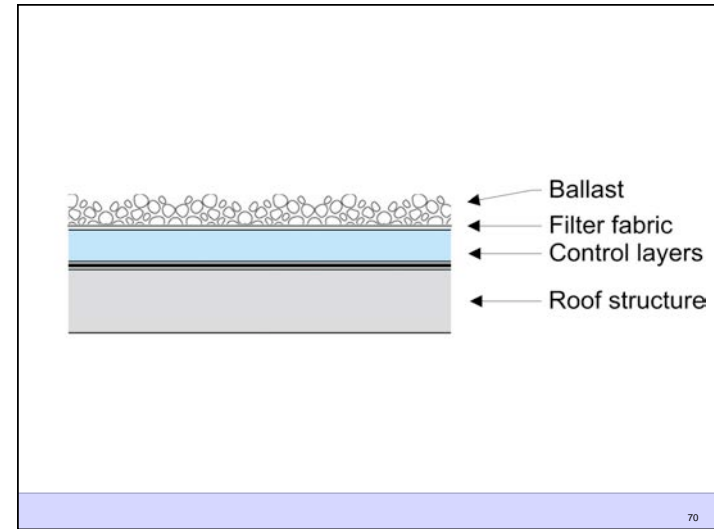 Ballast
Filter fabric
Control layers
Roof structure
70